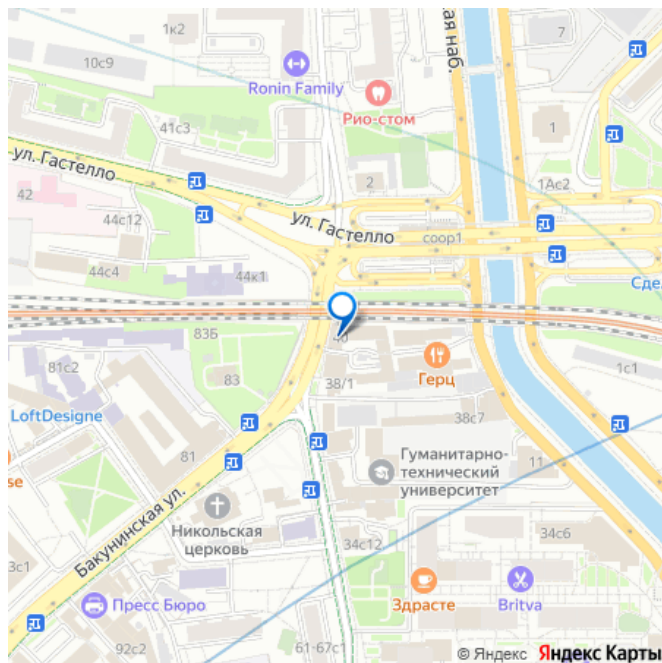 1к2
7
ая наб.
7
10с9
Ronin Family
Рио-стом
41с3
1
ул. Гастелло
2
1Ас2
42
44с12
ул. Гастелло
соор1
44с4
44к1
Сде
83Б
40
81с2
83
38/1
Герц
1с1
LoftDesigne
38с7
81
Гуманитарно-
технический
университет
11
se
Бакунинская ул.
Никольская
церковь
34с12
34с6
3с1
Пресс Бюро
Здрасте
Britva
92с2
61-67с1
© Яндекс Яндекс Карты